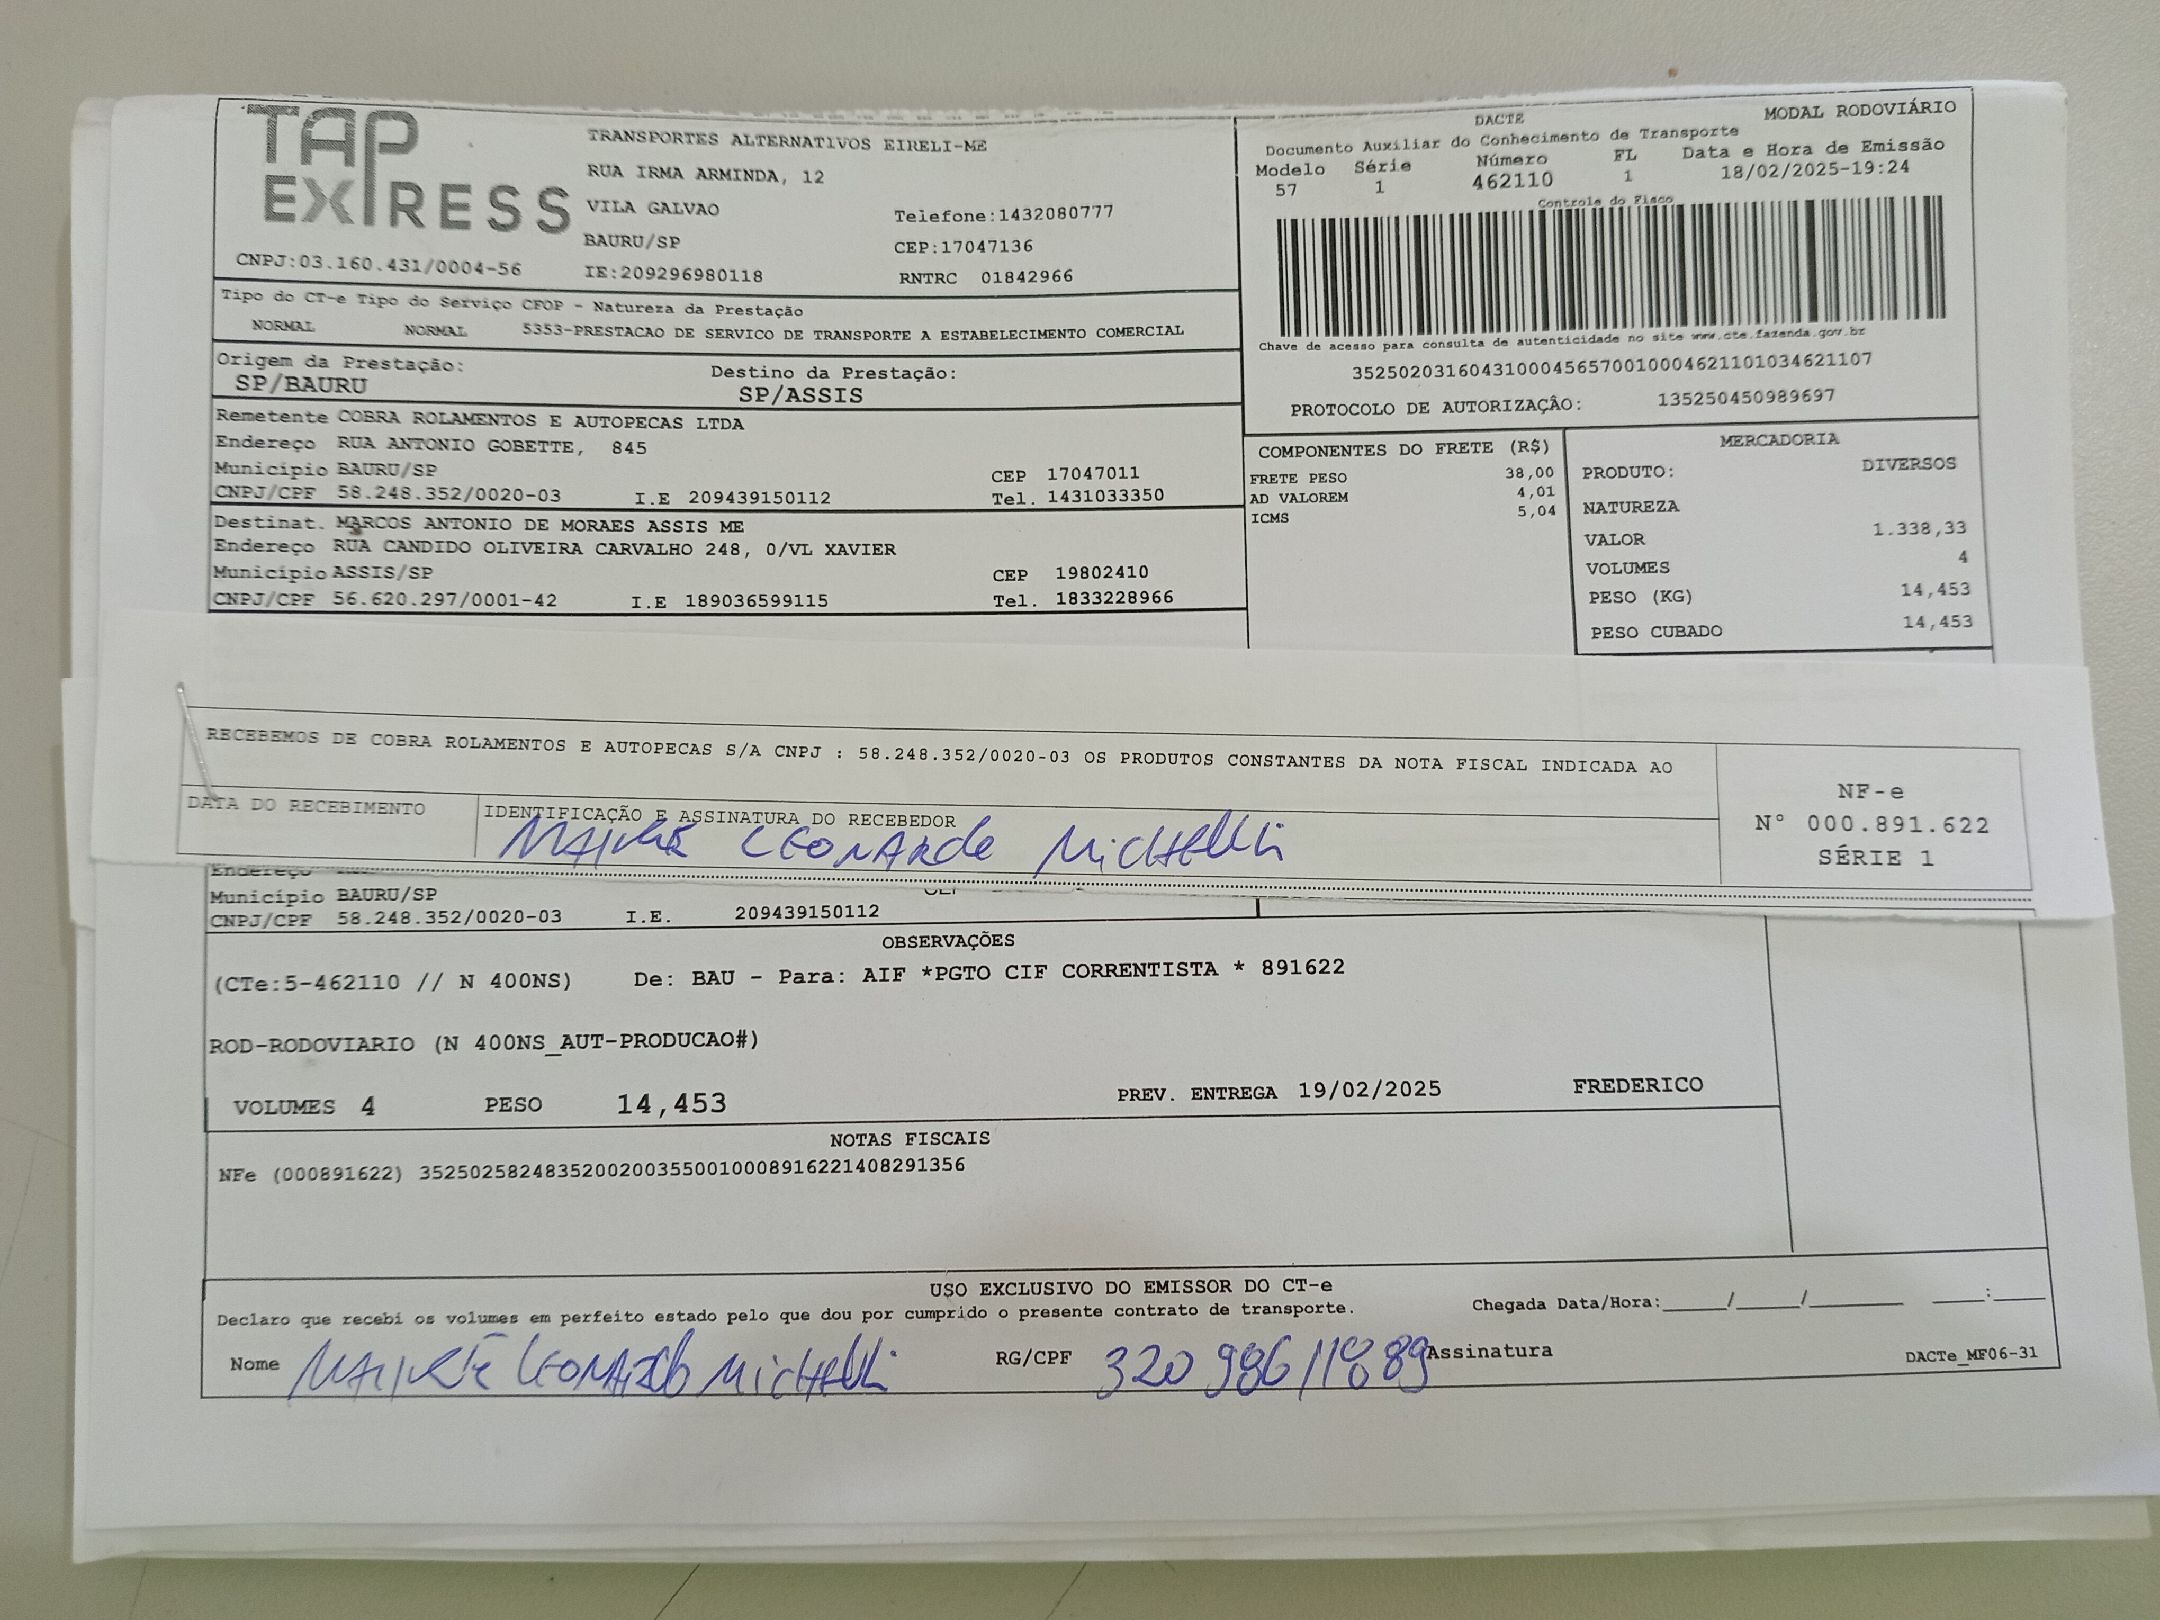 TAP EXPRESS
TRANSPORTES ALTERNATIVOS EIRELI-ME
RUA IRMA ARMINDA, 12
VILA GALVAO
Telefone:1432080777
BAURU/SP
CEP:17047136
CNPJ:03.160.431/0004-56
IE:209296980118
RNTRC 01842966
DACTE
MODAL RODOVIÁRIO
Documento Auxiliar do Conhecimento de Transporte
Modelo Série Número FL Data e Hora de Emissão
57 1 462110 1 18/02/2025-19:24
Controle do Fisco
Chave de acesso para consulta de autenticidade no site www.cte.fazenda.gov.br
35250203160431000456570010004621101034621107
PROTOCOLO DE AUTORIZAÇÂO: 135250450989697
Tipo do CT-e Tipo do Serviço CFOP - Natureza da Prestação
NORMAL NORMAL 5353-PRESTACAO DE SERVICO DE TRANSPORTE A ESTABELECIMENTO COMERCIAL
Origem da Prestação: Destino da Prestação:
SP/BAURU SP/ASSIS
Remetente COBRA ROLAMENTOS E AUTOPECAS LTDA
Endereço RUA ANTONIO GOBETTE, 845
Município BAURU/SP CEP 17047011
CNPJ/CPF 58.248.352/0020-03 I.E 209439150112 Tel. 1431033350
Destinat. MARCOS ANTONIO DE MORAES ASSIS ME
Endereço RUA CANDIDO OLIVEIRA CARVALHO 248, 0/VL XAVIER
Município ASSIS/SP CEP 19802410
CNPJ/CPF 56.620.297/0001-42 I.E 189036599115 Tel. 1833228966
COMPONENTES DO FRETE (R$)
FRETE PESO 38,00
AD VALOREM 4,01
ICMS 5,04
MERCADORIA
PRODUTO: DIVERSOS
NATUREZA
VALOR 1.338,33
VOLUMES 4
PESO (KG) 14,453
PESO CUBADO 14,453
RECEBEMOS DE COBRA ROLAMENTOS E AUTOPECAS S/A CNPJ : 58.248.352/0020-03 OS PRODUTOS CONSTANTES DA NOTA FISCAL INDICADA AO
DATA DO RECEBIMENTO
IDENTIFICAÇÃO E ASSINATURA DO RECEBEDOR
LEONARDO MICHELLI
NF-e
N° 000.891.622
SÉRIE 1
Endereço
Município BAURU/SP
CNPJ/CPF 58.248.352/0020-03 I.E. 209439150112
OBSERVAÇÕES
(CTe:5-462110 // N 400NS) De: BAU - Para: AIF *PGTO CIF CORRENTISTA * 891622
ROD-RODOVIARIO (N 400NS_AUT-PRODUCAO#)
VOLUMES 4 PESO 14,453 PREV. ENTREGA 19/02/2025 FREDERICO
NOTAS FISCAIS
NFe (000891622) 35250258248352002003550010008916221408291356
USO EXCLUSIVO DO EMISSOR DO CT-e
Declaro que recebi os volumes em perfeito estado pelo que dou por cumprido o presente contrato de transporte. Chegada Data/Hora:_____/_____/________ _____:_____
Nome LEONARDO MICHELLI RG/CPF 320 986 118 89 Assinatura DACTe_MF06-31